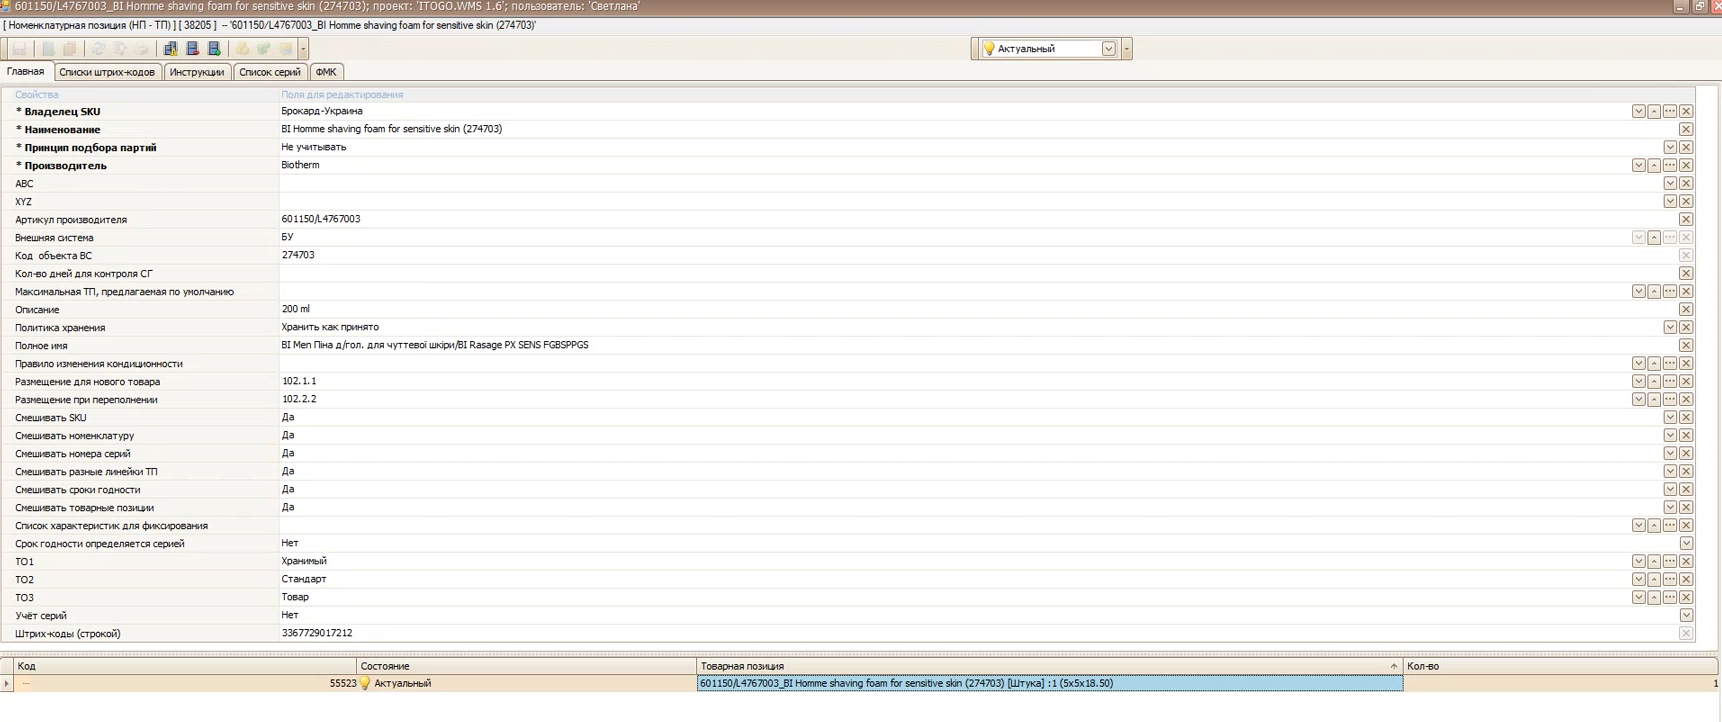 601150/L4767003_BI Homme shaving foam for sensitive skin (274703); проект: 'ITOGO.WMS 1.6'; пользователь: 'Светлана'
[ Номенклатурная позиция (НП - ТП) ] [ 38205 ] -- '601150/L4767003_BI Homme shaving foam for sensitive skin (274703)'
Актуальный
Главная Списки штрих-кодов Инструкции Список серий ФМК
Свойства Поля для редактирования
* Владелец SKU Брокард-Украина
* Наименование BI Homme shaving foam for sensitive skin (274703)
* Принцип подбора партий Не учитывать
* Производитель Biotherm
ABC
XYZ
Артикул производителя 601150/L4767003
Внешняя система БУ
Код объекта ВС 274703
Кол-во дней для контроля СГ
Максимальная ТП, предлагаемая по умолчанию
Описание 200 ml
Политика хранения Хранить как принято
Полное имя BI Men Піна д/гол. для чуттевої шкіри/BI Rasage PX SENS FGBSPPGS
Правило изменения кондиционности
Размещение для нового товара 102.1.1
Размещение при переполнении 102.2.2
Смешивать SKU Да
Смешивать номенклатуру Да
Смешивать номера серий Да
Смешивать разные линейки ТП Да
Смешивать сроки годности Да
Смешивать товарные позиции Да
Список характеристик для фиксирования
Срок годности определяется серией Нет
ТО1 Хранимый
ТО2 Стандарт
ТО3 Товар
Учёт серий Нет
Штрих-коды (строкой) 3367729017212
Код Состояние Товарная позиция Кол-во
55523 Актуальный 601150/L4767003_BI Homme shaving foam for sensitive skin (274703) [Штука] :1 (5x5x18.50) 1